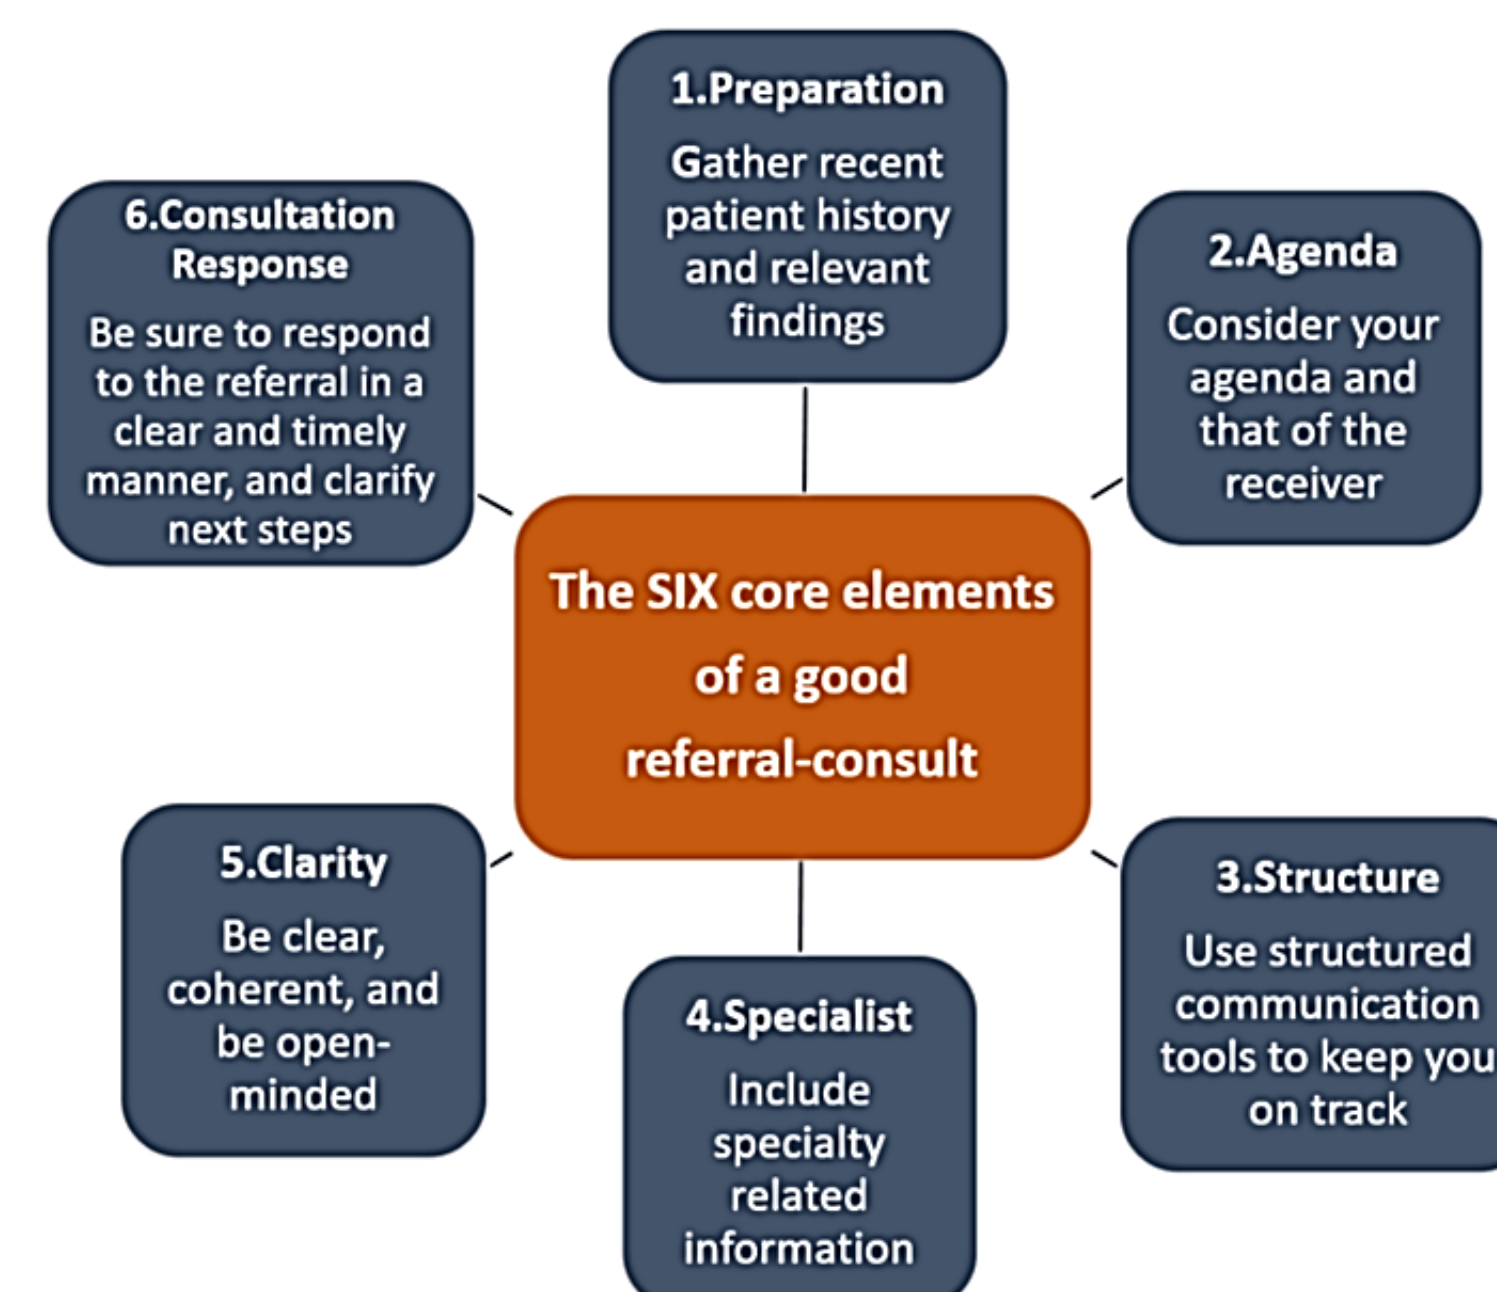 1.Preparation
Gather recent
patient history
and relevant
findings
2.Agenda
Consider your
agenda and
that of the
receiver
3.Structure
Use structured
communication
tools to keep you
on track
4.Specialist
Include
specialty
related
information
5.Clarity
Be clear,
coherent, and
be open-
minded
6.Consultation
Response
Be sure to respond
to the referral in a
clear and timely
manner, and clarify
next steps
The SIX core elements
of a good
referral-consult